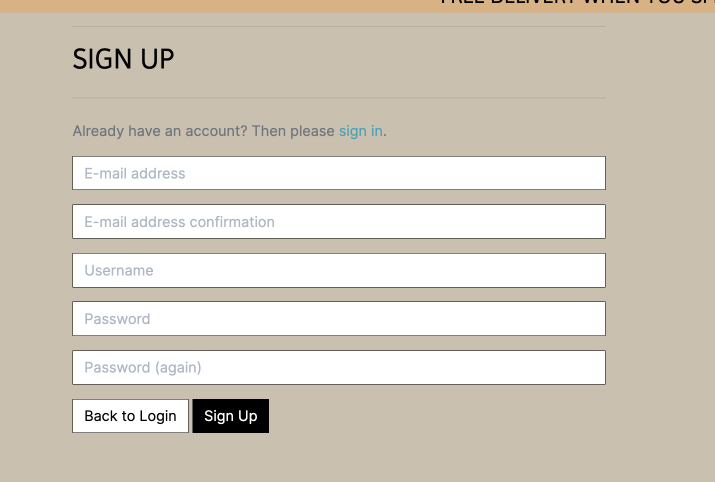 FREE DELIVERY WHEN YOU
SIGN UP
Already have an account? Then please sign in.
E-mail address
E-mail address confirmation
Username
Password
Password (again)
Back to Login Sign Up